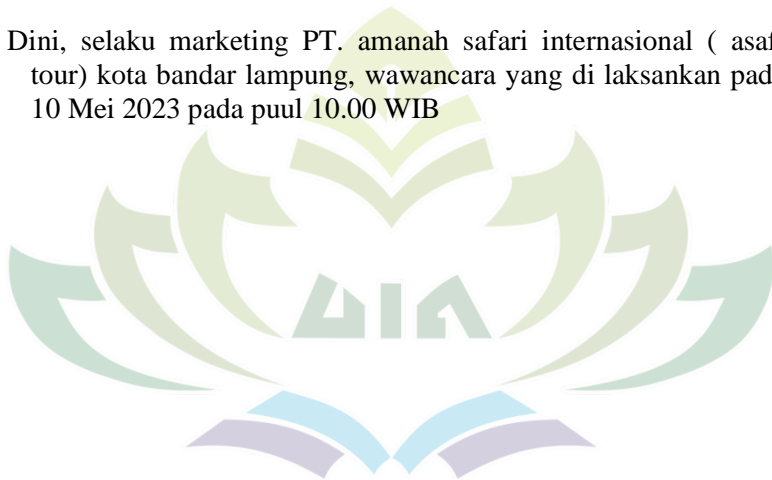 Dini, selaku marketing PT. amanah safari internasional ( asaf
tour) kota bandar lampung, wawancara yang di laksankan pad
10 Mei 2023 pada puul 10.00 WIB
UIN